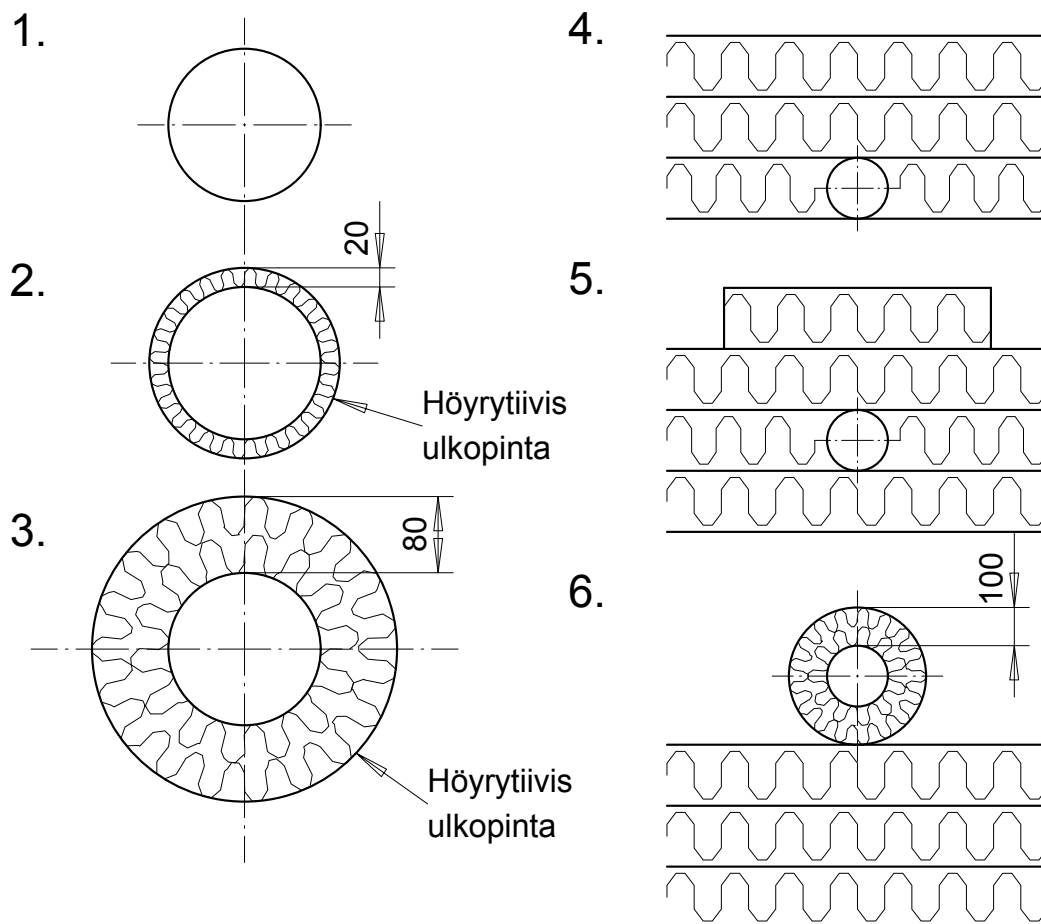 1.
20
2.
Höyrytiivis
ulkopinta
3.
80
Höyrytiivis
ulkopinta
4.
5.
6.
100